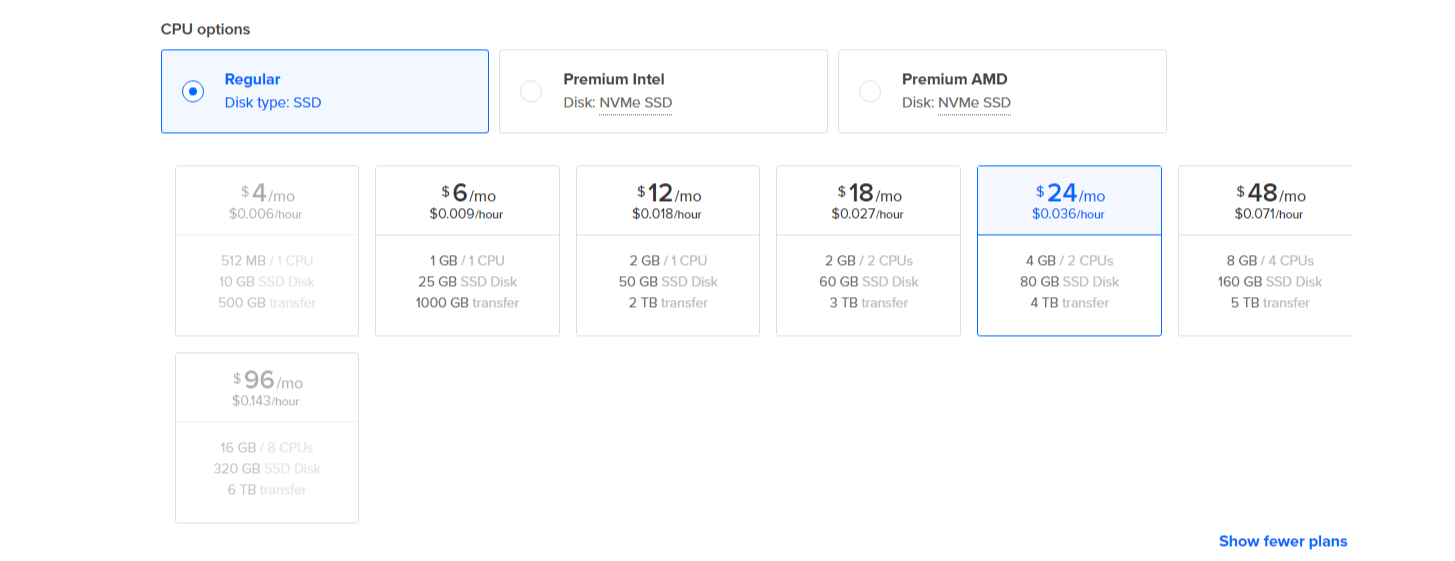 CPU options
Regular
Disk type: SSD
Premium Intel
Disk: NVMe SSD
Premium AMD
Disk: NVMe SSD
$4/mo
$0.006/hour
512 MB / 1 CPU
10 GB SSD Disk
500 GB transfer
$6/mo
$0.009/hour
1 GB / 1 CPU
25 GB SSD Disk
1000 GB transfer
$12/mo
$0.018/hour
2 GB / 1 CPU
50 GB SSD Disk
2 TB transfer
$18/mo
$0.027/hour
2 GB / 2 CPUs
60 GB SSD Disk
3 TB transfer
$24/mo
$0.036/hour
4 GB / 2 CPUs
80 GB SSD Disk
4 TB transfer
$48/mo
$0.071/hour
8 GB / 4 CPUs
160 GB SSD Disk
5 TB transfer
$96/mo
$0.143/hour
16 GB / 8 CPUs
320 GB SSD Disk
6 TB transfer
Show fewer plans